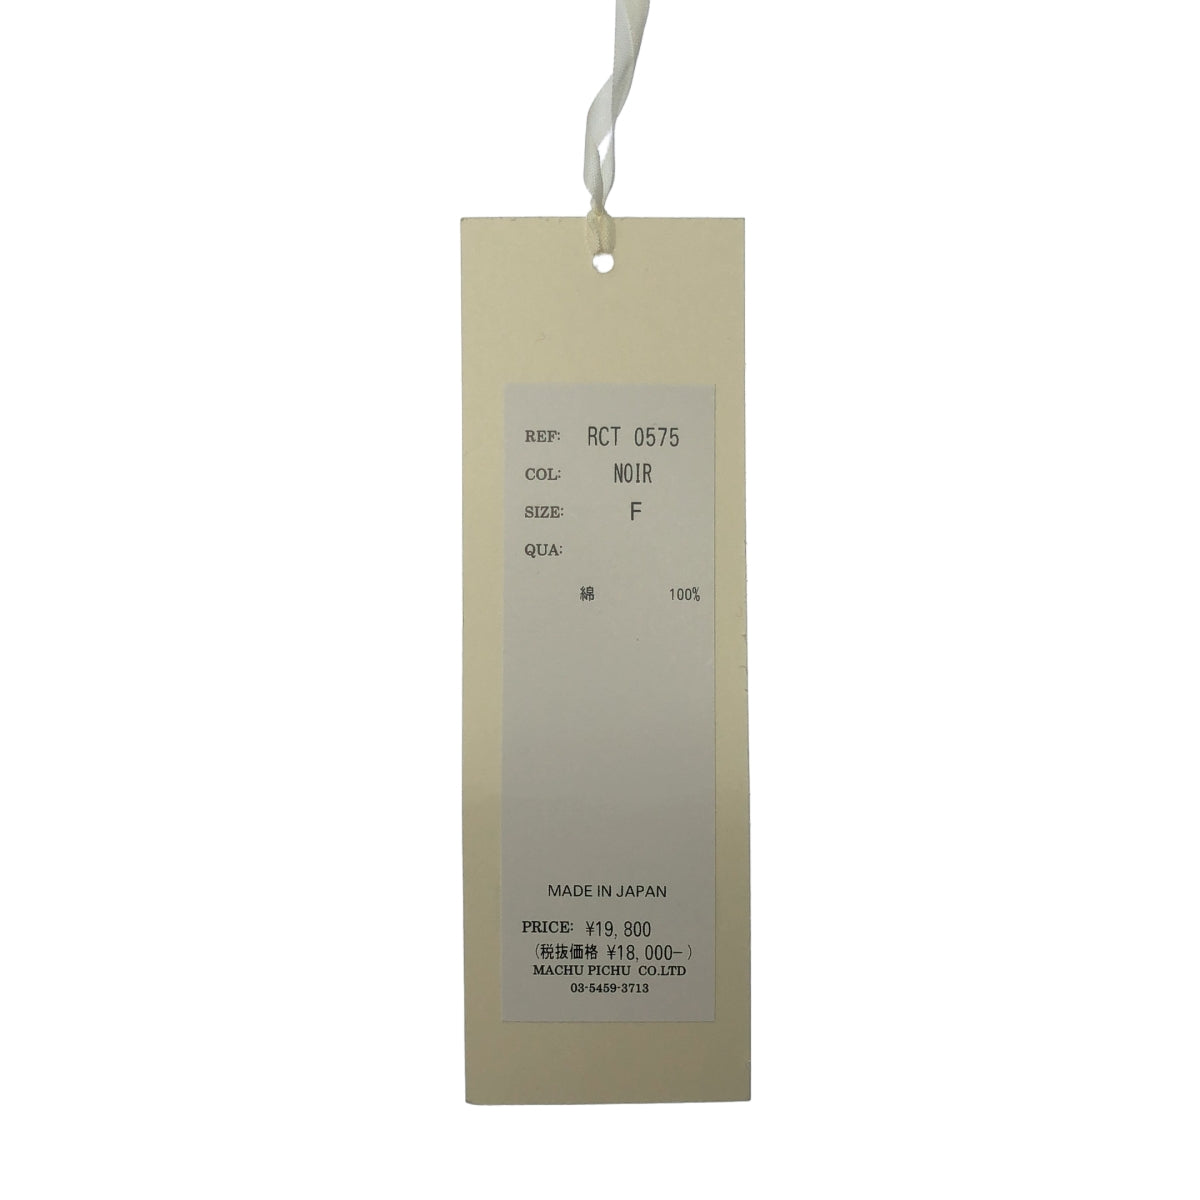 REF: RCT 0575
COL: NOIR
SIZE: F
QUA:
綿 100%
MADE IN JAPAN
PRICE: ¥19,800
(税抜価格 ¥18,000-)
MACHU PICHU CO.LTD
03-5459-3713